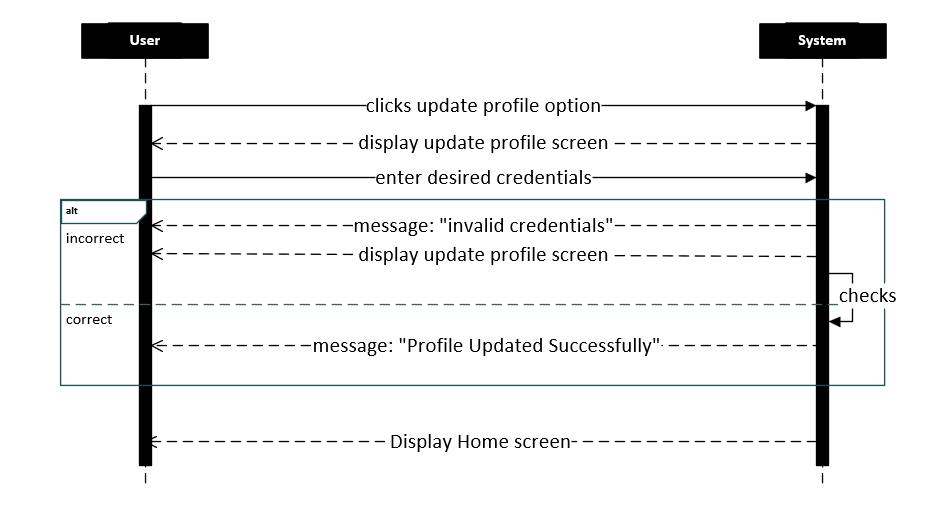 User
System
clicks update profile option
display update profile screen
enter desired credentials
alt
message: "invalid credentials"
incorrect
display update profile screen
checks
correct
message: "Profile Updated Successfully"
Display Home screen